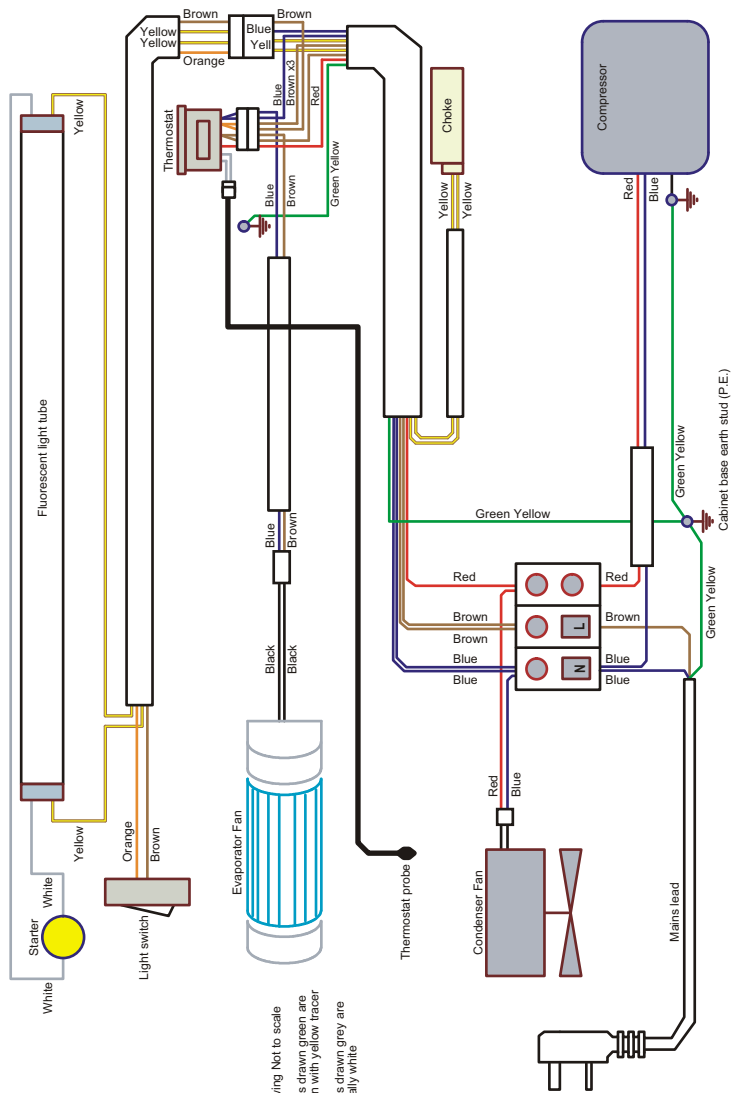 Brown
Yellow
Yellow
Orange
Blue
Yell
Brown
Blue
Brown x3
Red
Thermostat
Yellow
Fluorescent light tube
Blue
Brown
Green Yellow
Choke
Yellow
Yellow
Compressor
Red
Blue
Green Yellow
Cabinet base earth stud (P.E.)
Green Yellow
Green Yellow
Blue
Brown
Black
Black
Red
Brown
Brown
Blue
Blue
L
N
Red
Brown
Blue
Blue
Red
Blue
Evaporator Fan
Yellow
Orange
Brown
White
Starter
White
Light switch
Thermostat probe
Condenser Fan
Mains lead
ving Not to scale
s drawn green are
n with yellow tracer
s drawn grey are
ally white